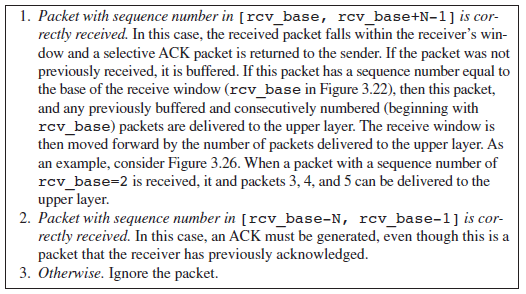 1. Packet with sequence number in [rcv_base, rcv_base+N-1] is cor-
rectly received. In this case, the received packet falls within the receiver's win-
dow and a selective ACK packet is returned to the sender. If the packet was not
previously received, it is buffered. If this packet has a sequence number equal to
the base of the receive window (rcv_base in Figure 3.22), then this packet,
and any previously buffered and consecutively numbered (beginning with
rcv_base) packets are delivered to the upper layer. The receive window is
then moved forward by the number of packets delivered to the upper layer. As
an example, consider Figure 3.26. When a packet with a sequence number of
rcv_base=2 is received, it and packets 3, 4, and 5 can be delivered to the
upper layer.
2. Packet with sequence number in [rcv_base-N, rcv_base-1] is cor-
rectly received. In this case, an ACK must be generated, even though this is a
packet that the receiver has previously acknowledged.
3. Otherwise. Ignore the packet.